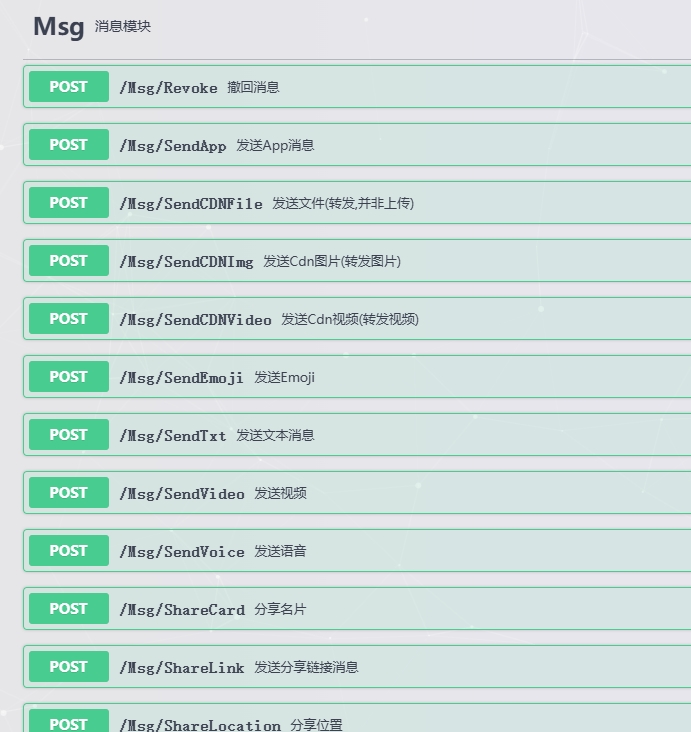 Msg 消息模块
POST /Msg/Revoke 撤回消息
POST /Msg/SendApp 发送App消息
POST /Msg/SendCDNFile 发送文件(转发,并非上传)
POST /Msg/SendCDNImg 发送Cdn图片(转发图片)
POST /Msg/SendCDNVideo 发送Cdn视频(转发视频)
POST /Msg/SendEmoji 发送Emoji
POST /Msg/SendTxt 发送文本消息
POST /Msg/SendVideo 发送视频
POST /Msg/SendVoice 发送语音
POST /Msg/ShareCard 分享名片
POST /Msg/ShareLink 发送分享链接消息
POST /Msg/ShareLocation 分享位置